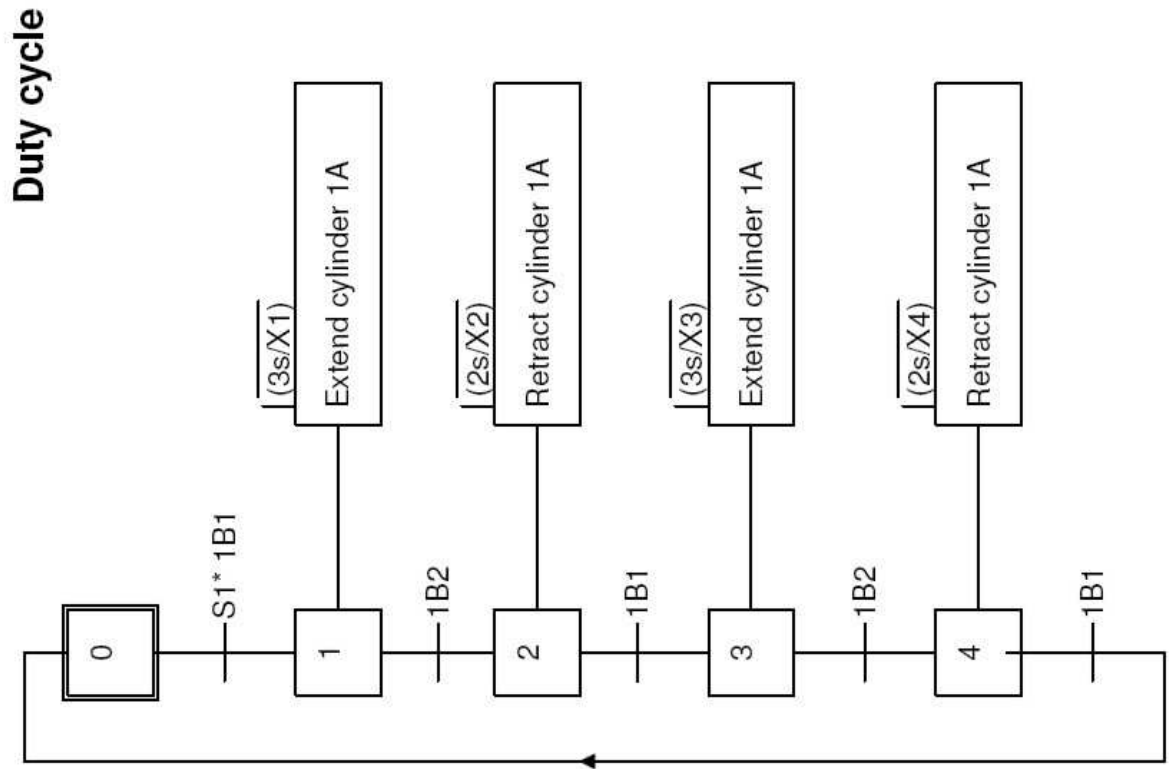 Duty cycle
0
S1* 1B1
1
(3s/X1)
Extend cylinder 1A
1B2
2
(2s/X2)
Retract cylinder 1A
1B1
3
(3s/X3)
Extend cylinder 1A
1B2
4
(2s/X4)
Retract cylinder 1A
1B1